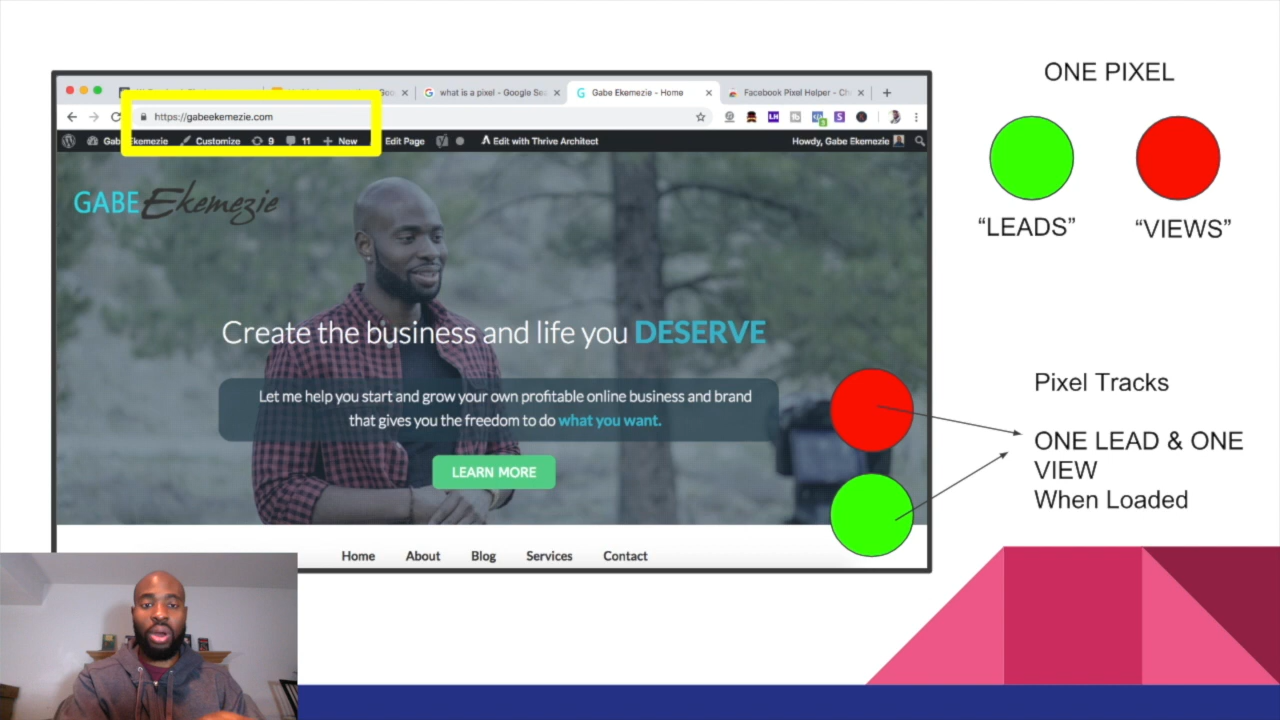 what is a pixel - Google Sea
Gabe Ekemezie - Home
Facebook Pixel Helper - Ch
https://gabeekemezie.com
Gabe Ekemezie
Customize
9
11
New
Edit Page
Edit with Thrive Architect
Howdy, Gabe Ekemezie
GABE Ekemezie
Create the business and life you DESERVE
Let me help you start and grow your own profitable online business and brand
that gives you the freedom to do what you want.
LEARN MORE
Home About Blog Services Contact
ONE PIXEL
“LEADS” “VIEWS”
Pixel Tracks
ONE LEAD & ONE
VIEW
When Loaded